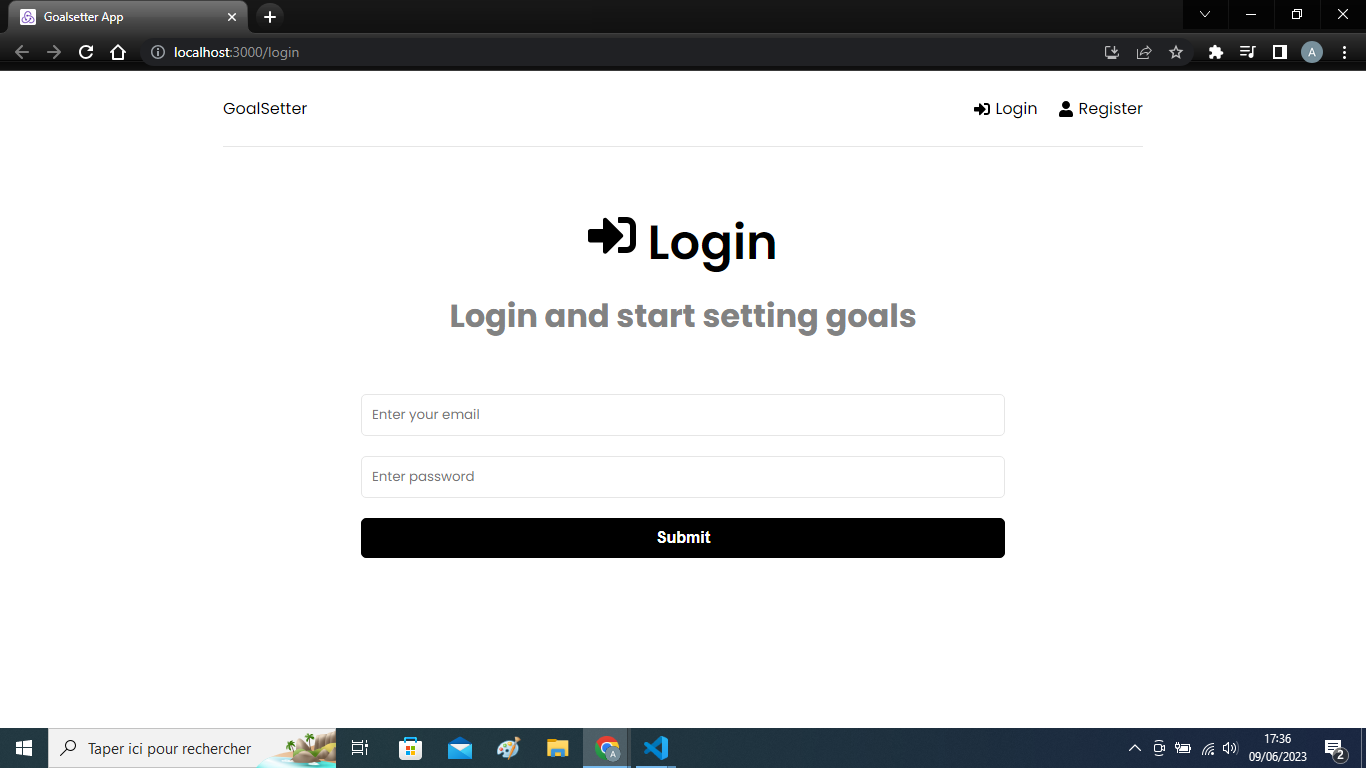 Goalsetter App
localhost:3000/login
A
GoalSetter
Login
Register
Login
Login and start setting goals
Enter your email
Enter password
Submit
Taper ici pour rechercher
A
17:36
09/06/2023
2